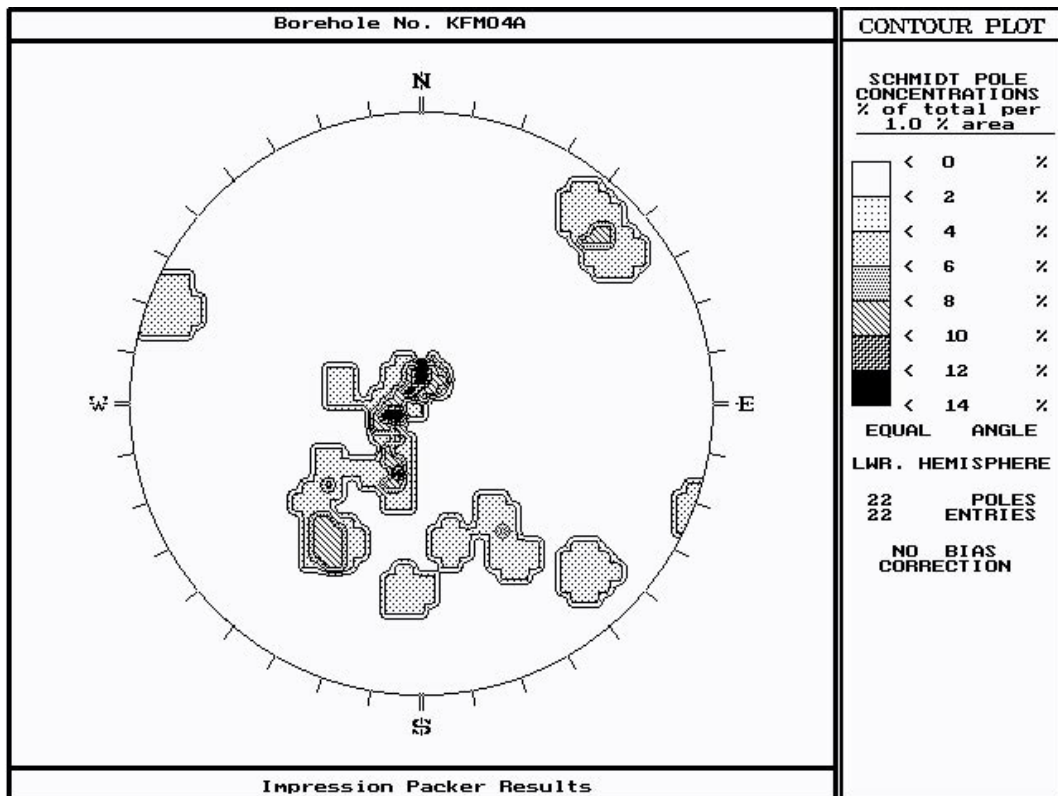 Borehole No. KFM04A
CONTOUR PLOT
SCHMIDT POLE
CONCENTRATIONS
% of total per
1.0 % area
< 0 %
< 2 %
< 4 %
< 6 %
< 8 %
< 10 %
< 12 %
< 14 %
EQUAL ANGLE
LWR. HEMISPHERE
22 POLES
22 ENTRIES
NO BIAS
CORRECTION
N
W
E
S
Impression Packer Results